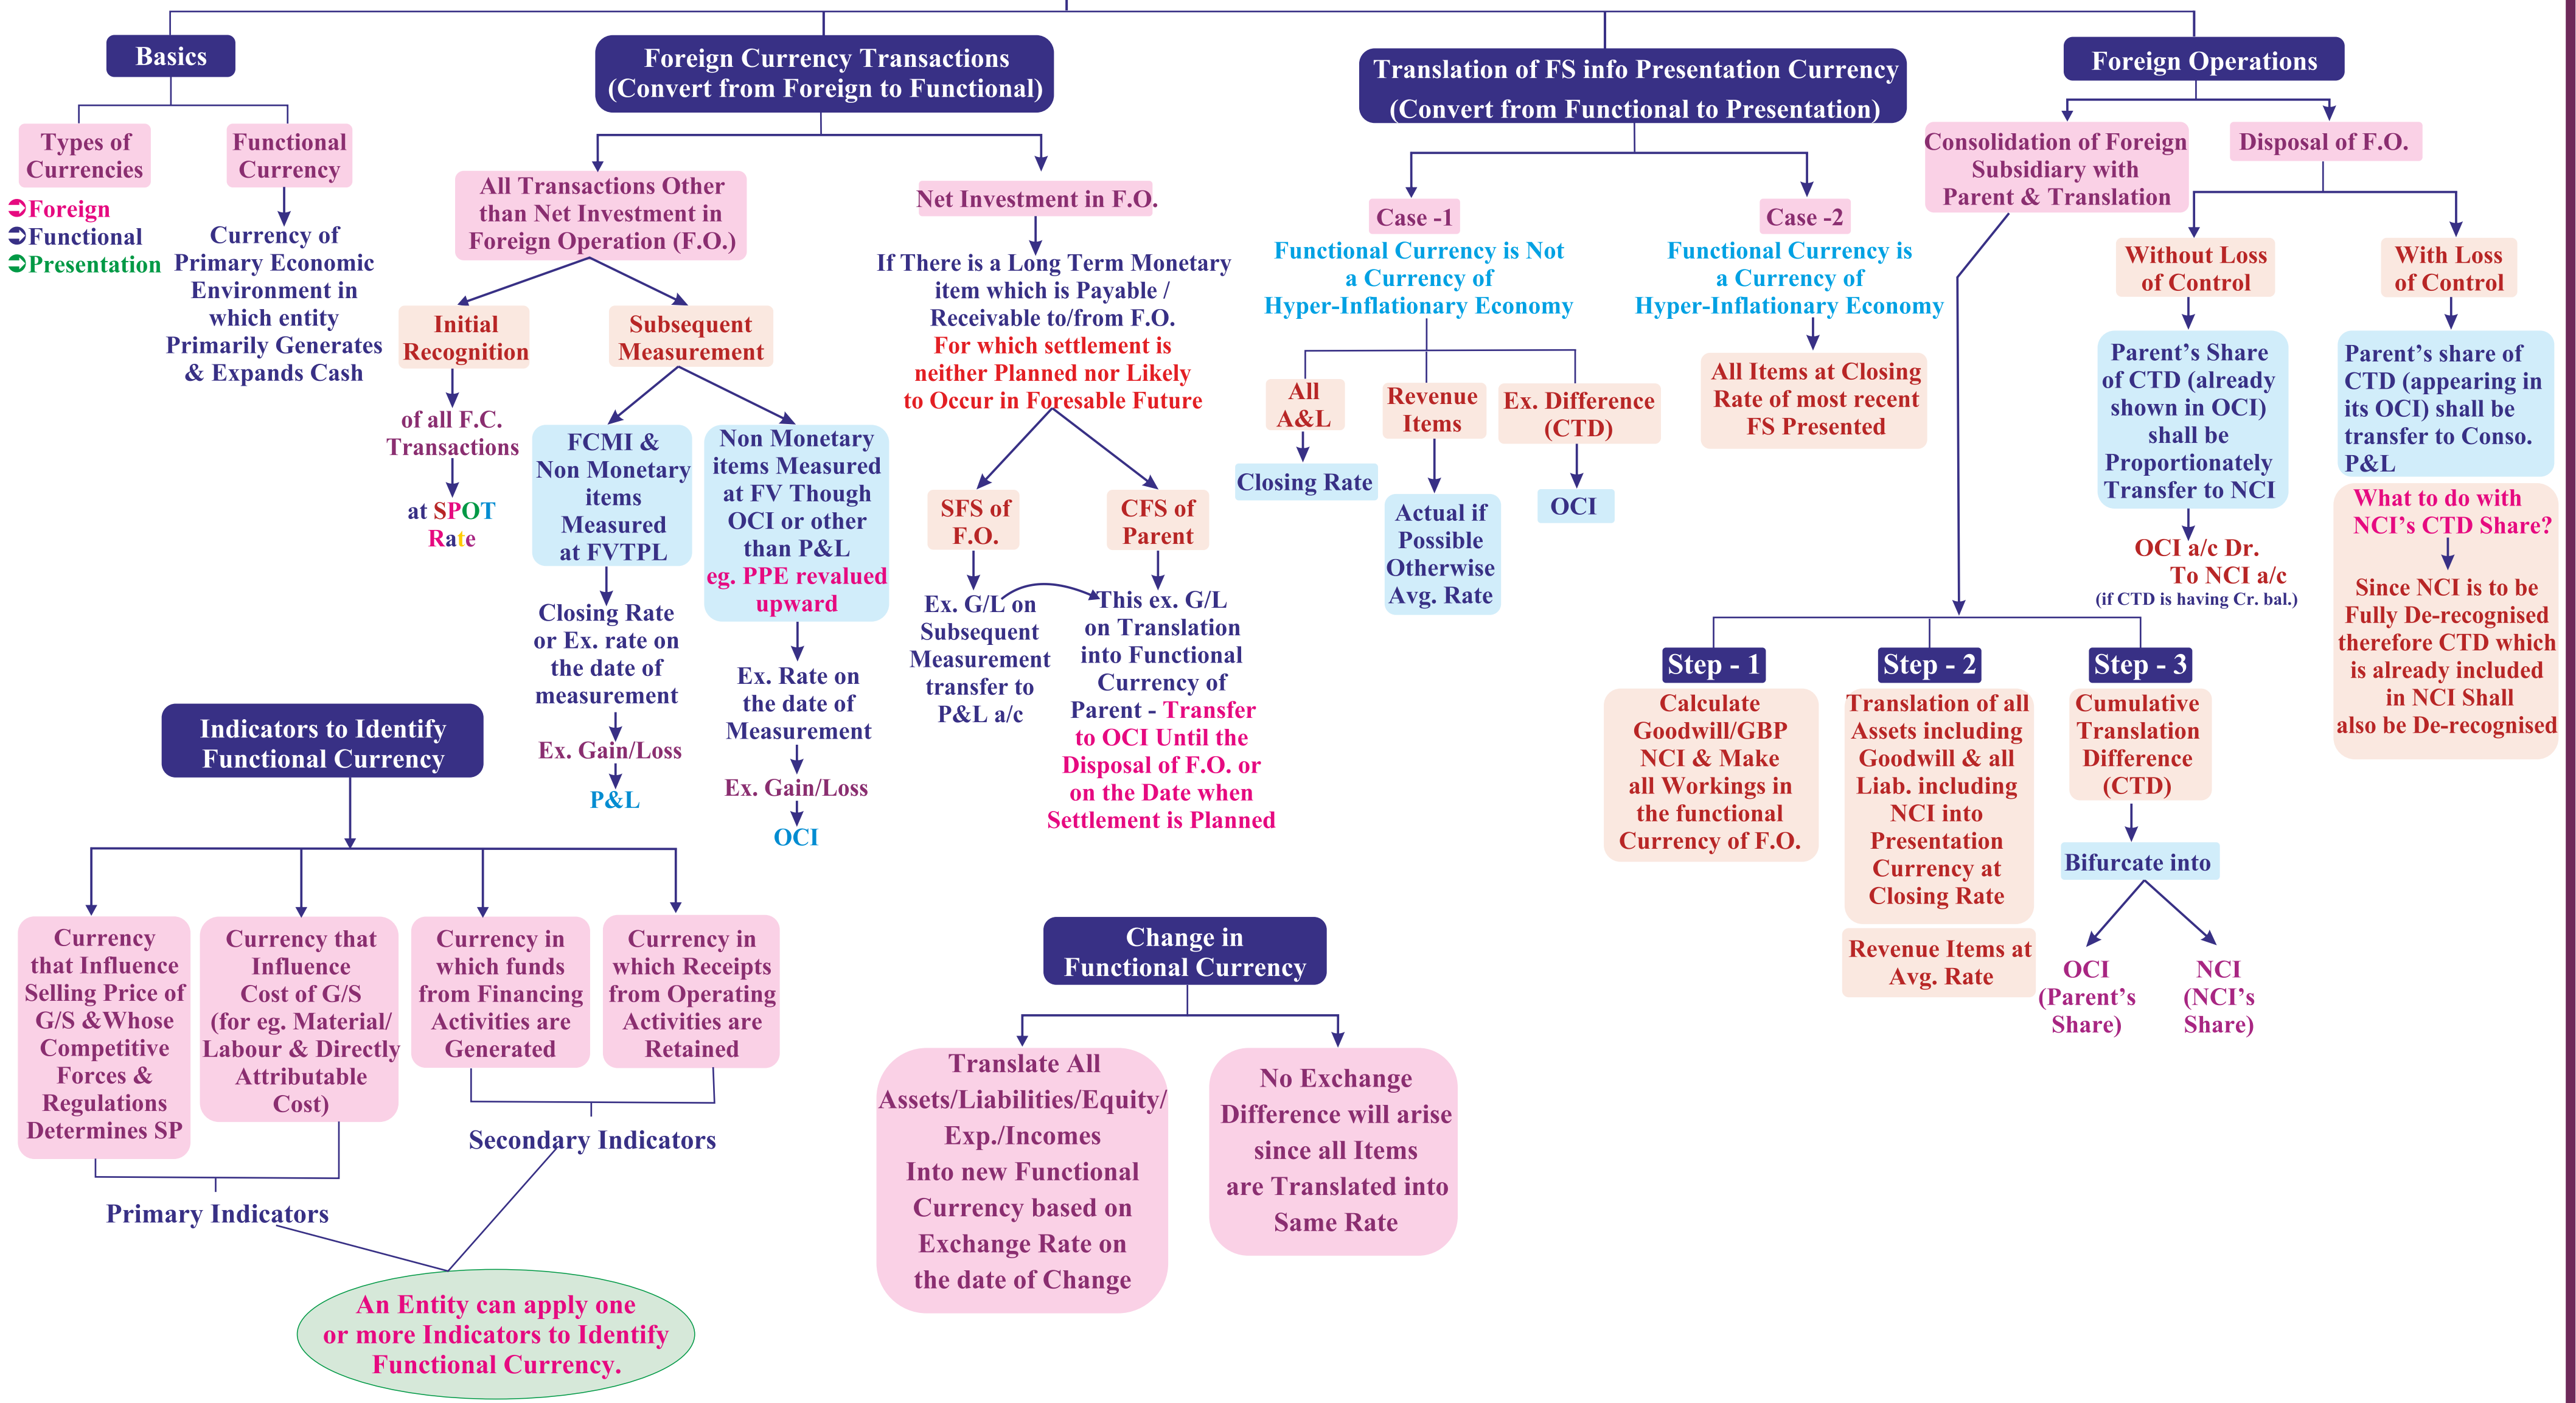 Basics
Types of
Currencies
Foreign
Functional
Presentation
Functional
Currency
Currency of
Primary Economic
Environment in
which entity
Primarily Generates
& Expands Cash
Foreign Currency Transactions
(Convert from Foreign to Functional)
All Transactions Other
than Net Investment in
Foreign Operation (F.O.)
Initial
Recognition
of all F.C.
Transactions
at SPOT
Rate
Subsequent
Measurement
FCMI &
Non Monetary
items
Measured
at FVTPL
Closing Rate
or Ex. rate on
the date of
measurement
Ex. Gain/Loss
P&L
Non Monetary
items Measured
at FV Though
OCI or other
than P&L
eg. PPE revalued
upward
Ex. Rate on
the date of
Measurement
Ex. Gain/Loss
OCI
Net Investment in F.O.
If There is a Long Term Monetary
item which is Payable /
Receivable to/from F.O.
For which settlement is
neither Planned nor Likely
to Occur in Foresable Future
SFS of
F.O.
Ex. G/L on
Subsequent
Measurement
transfer to
P&L a/c
CFS of
Parent
This ex. G/L
on Translation
into Functional
Currency of
Parent - Transfer
to OCI Until the
Disposal of F.O. or
on the Date when
Settlement is Planned
Translation of FS info Presentation Currency
(Convert from Functional to Presentation)
Case -1
Functional Currency is Not
a Currency of
Hyper-Inflationary Economy
All
A&L
Closing Rate
Revenue
Items
Actual if
Possible
Otherwise
Avg. Rate
Ex. Difference
(CTD)
OCI
Case -2
Functional Currency is
a Currency of
Hyper-Inflationary Economy
All Items at Closing
Rate of most recent
FS Presented
Foreign Operations
Consolidation of Foreign
Subsidiary with
Parent & Translation
Step - 1
Calculate
Goodwill/GBP
NCI & Make
all Workings in
the functional
Currency of F.O.
Step - 2
Translation of all
Assets including
Goodwill & all
Liab. including
NCI into
Presentation
Currency at
Closing Rate
Revenue Items at
Avg. Rate
Step - 3
Cumulative
Translation
Difference
(CTD)
Bifurcate into
OCI
(Parent's
Share)
NCI
(NCI's
Share)
Disposal of F.O.
Without Loss
of Control
Parent's Share
of CTD (already
shown in OCI)
shall be
Proportionately
Transfer to NCI
OCI a/c Dr.
To NCI a/c
(if CTD is having Cr. bal.)
With Loss
of Control
Parent's share of
CTD (appearing in
its OCI) shall be
transfer to Conso.
P&L
What to do with
NCI's CTD Share?
Since NCI is to be
Fully De-recognised
therefore CTD which
is already included
in NCI Shall
also be De-recognised
Indicators to Identify
Functional Currency
Currency
that Influence
Selling Price of
G/S &Whose
Competitive
Forces &
Regulations
Determines SP
Currency that
Influence
Cost of G/S
(for eg. Material/
Labour & Directly
Attributable
Cost)
Primary Indicators
Currency in
which funds
from Financing
Activities are
Generated
Currency in
which Receipts
from Operating
Activities are
Retained
Secondary Indicators
An Entity can apply one
or more Indicators to Identify
Functional Currency.
Change in
Functional Currency
Translate All
Assets/Liabilities/Equity/
Exp./Incomes
Into new Functional
Currency based on
Exchange Rate on
the date of Change
No Exchange
Difference will arise
since all Items
are Translated into
Same Rate